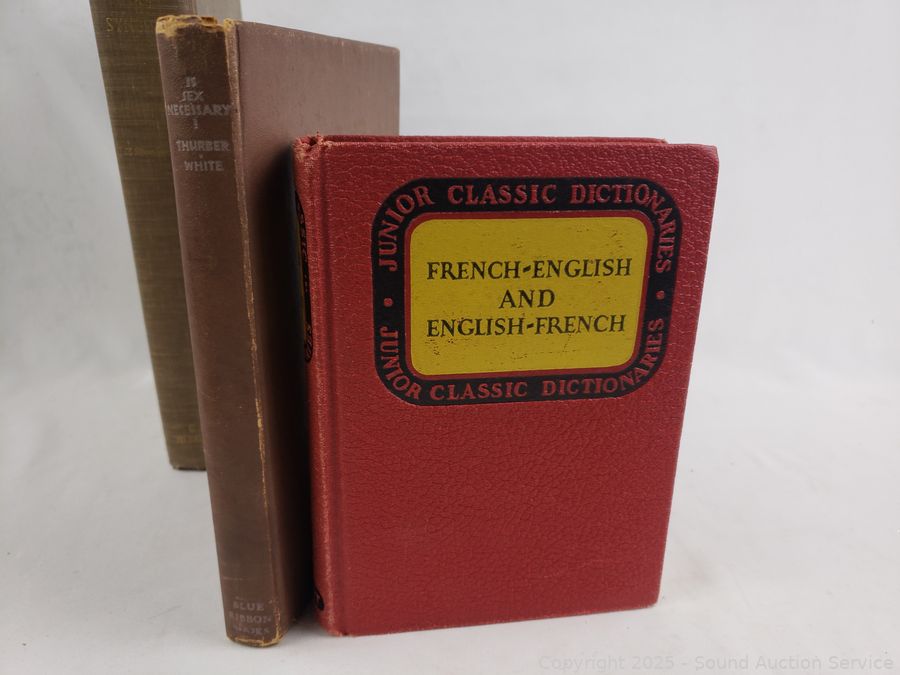 IS
SEX
NECESSARY
?
THURBER
WHITE
BLUE
RIBBON
BOOKS
JUNIOR CLASSIC DICTIONARIES
FRENCH-ENGLISH
AND
ENGLISH-FRENCH
JUNIOR CLASSIC DICTIONARIES
Copyright 2025 - Sound Auction Service